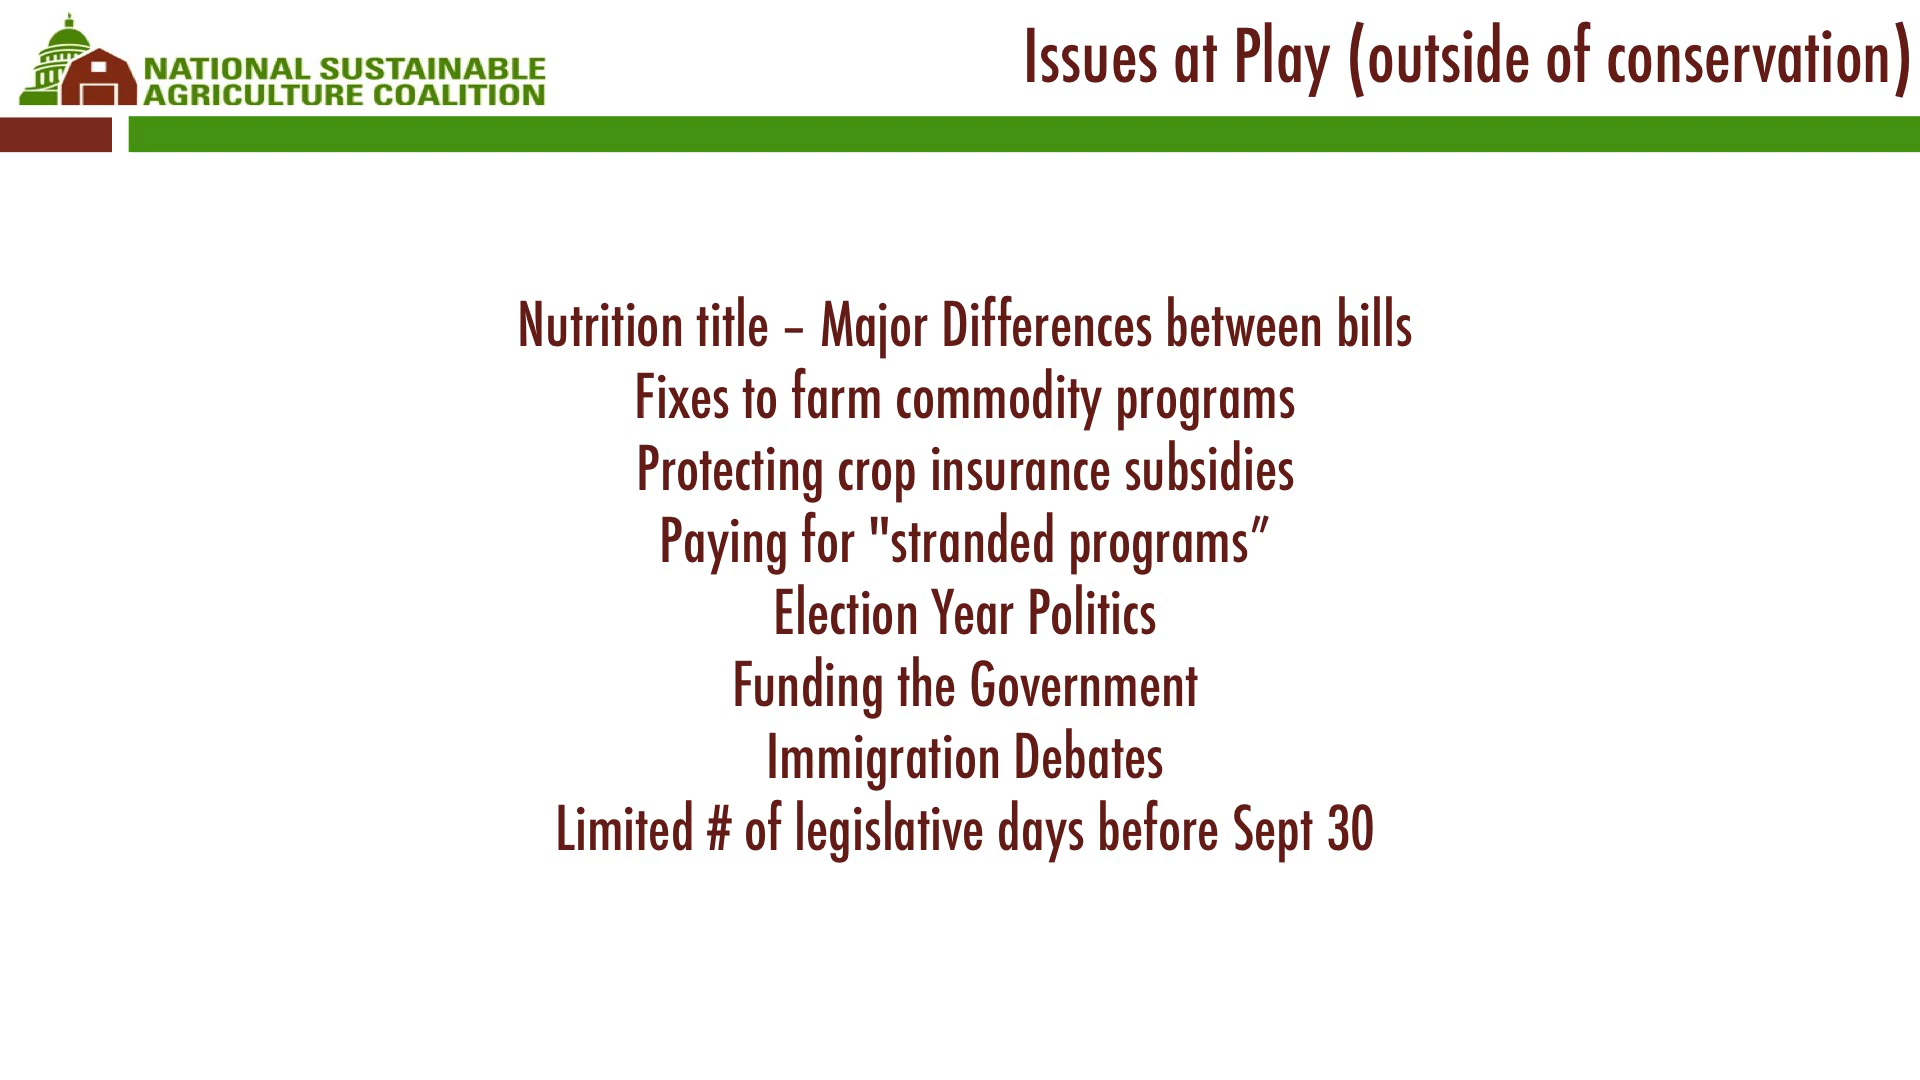 NATIONAL SUSTAINABLE
AGRICULTURE COALITION
Issues at Play (outside of conservation)
Nutrition title – Major Differences between bills
Fixes to farm commodity programs
Protecting crop insurance subsidies
Paying for "stranded programs”
Election Year Politics
Funding the Government
Immigration Debates
Limited # of legislative days before Sept 30